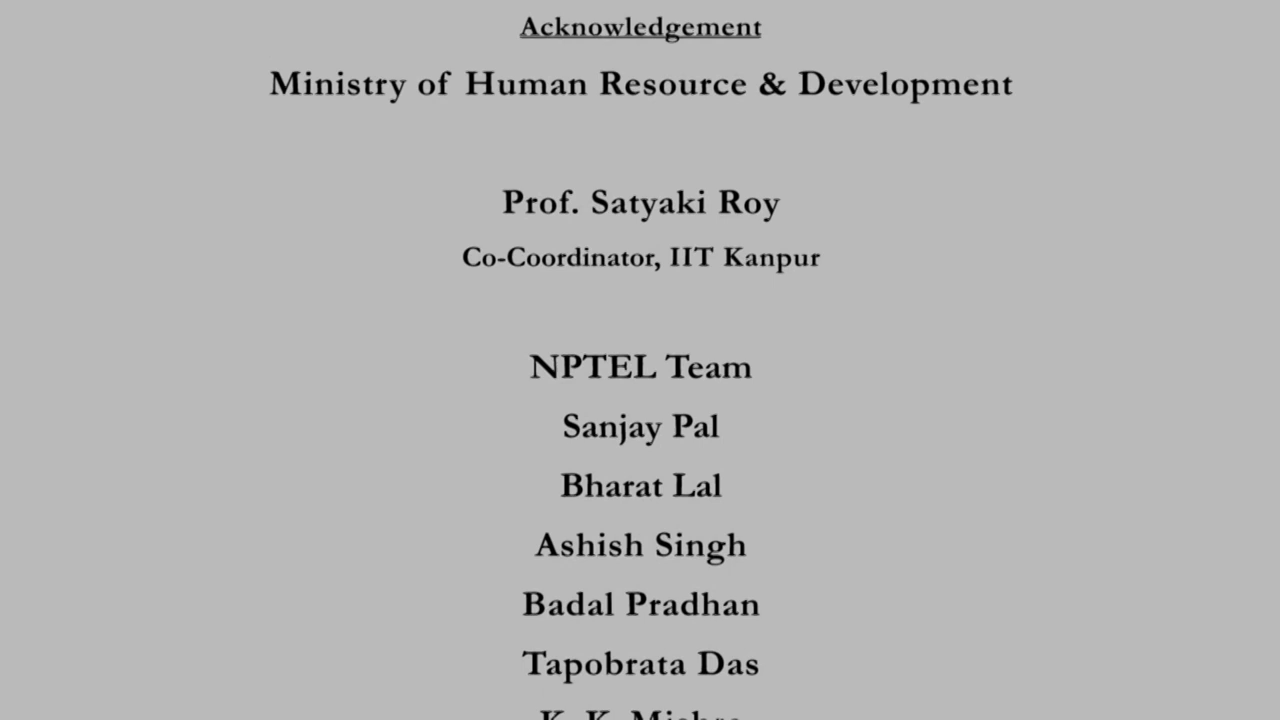 Acknowledgement
Ministry of Human Resource & Development
Prof. Satyaki Roy
Co-Coordinator, IIT Kanpur
NPTEL Team
Sanjay Pal
Bharat Lal
Ashish Singh
Badal Pradhan
Tapobrata Das
K. K. Mishra